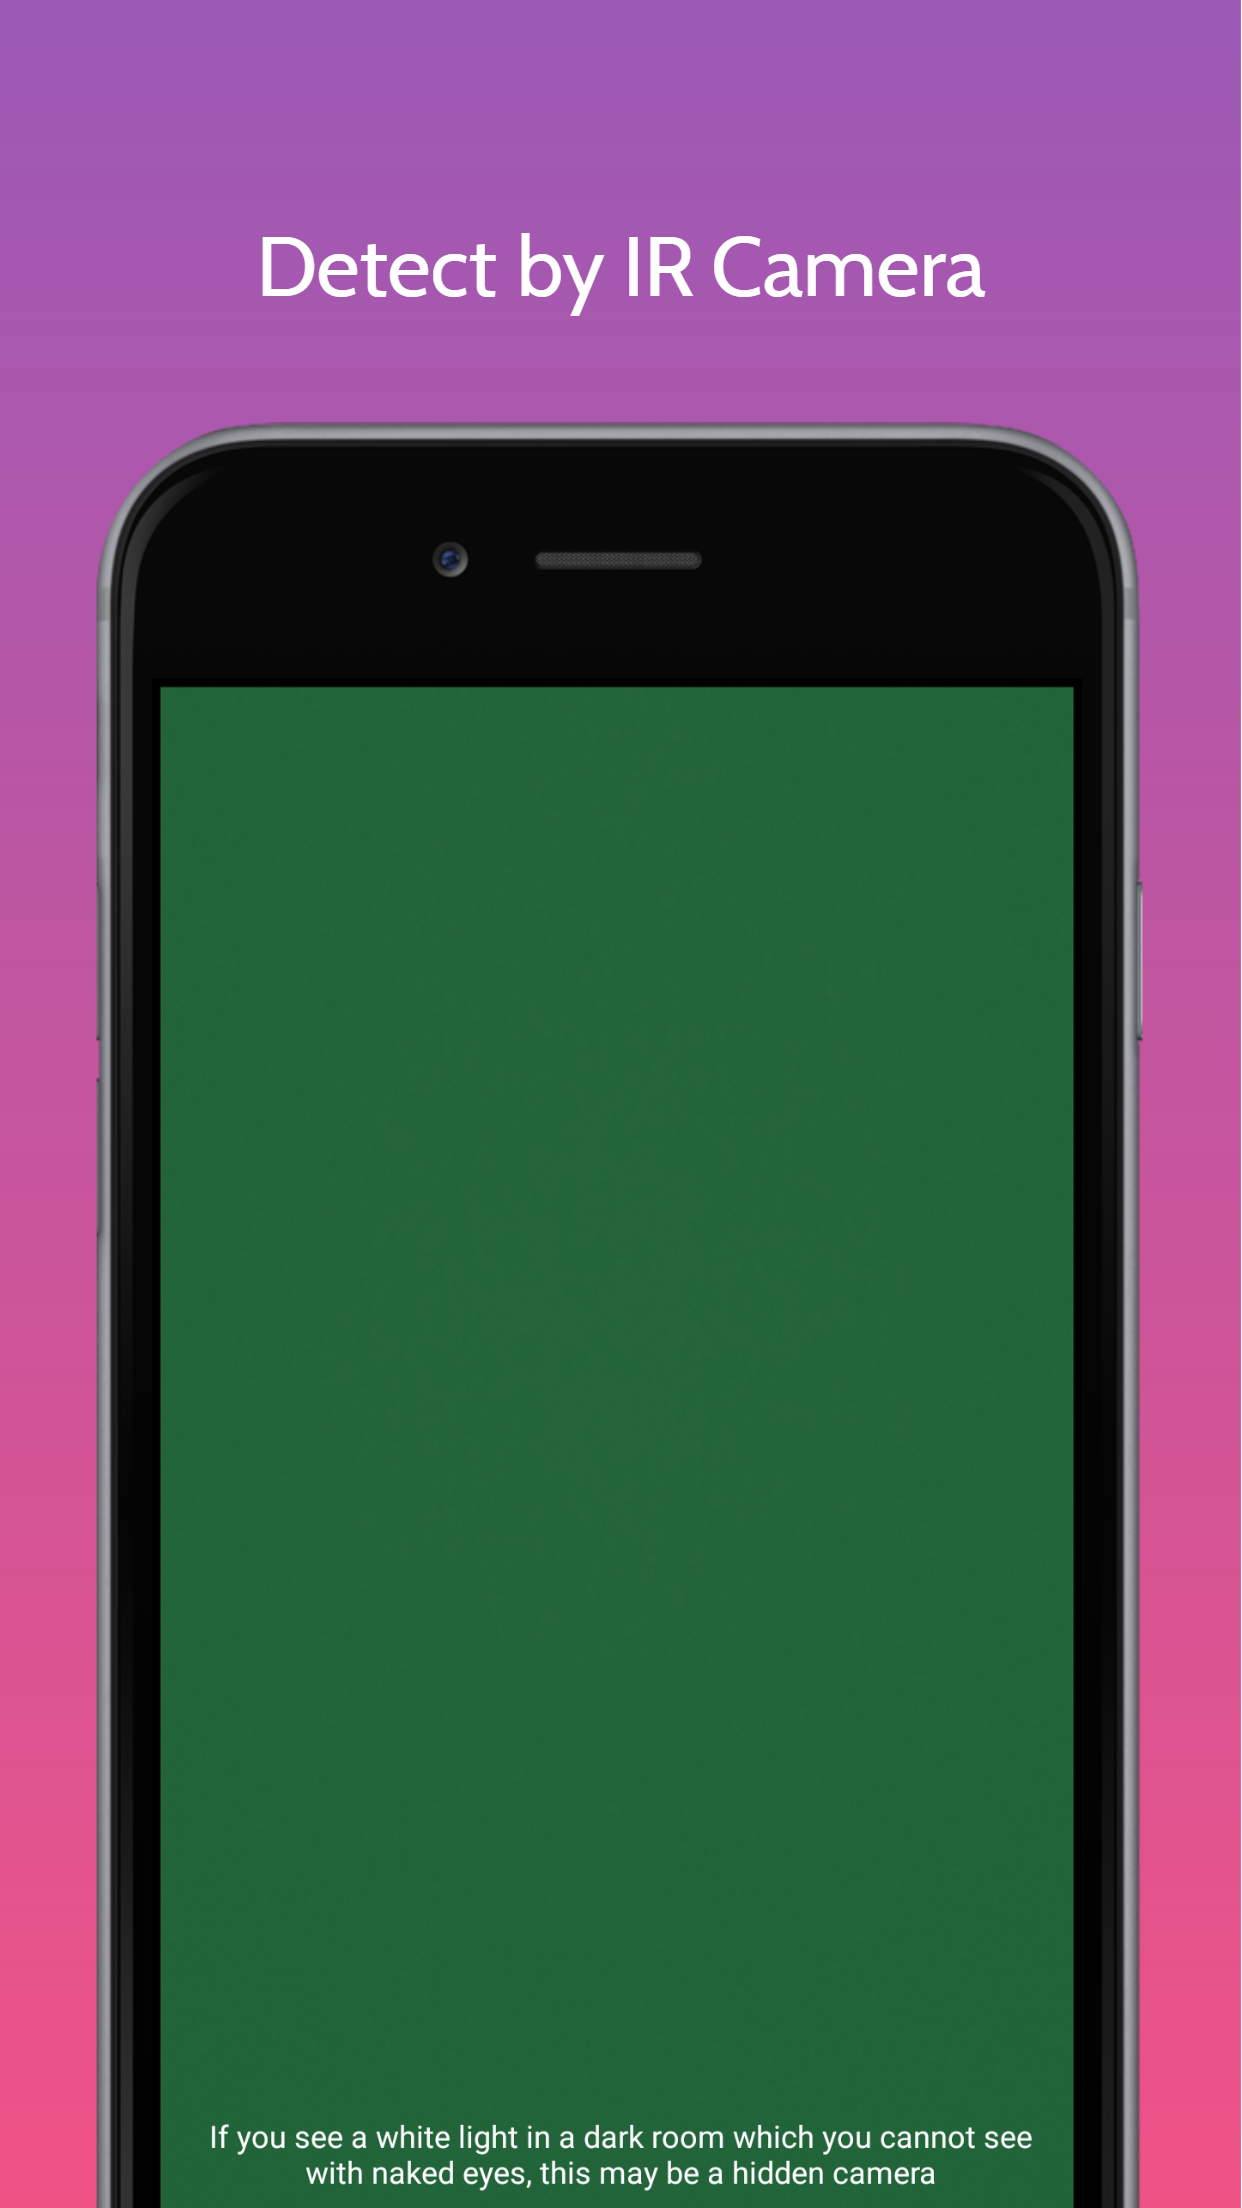 Detect by IR Camera
If you see a white light in a dark room which you cannot see
with naked eyes, this may be a hidden camera